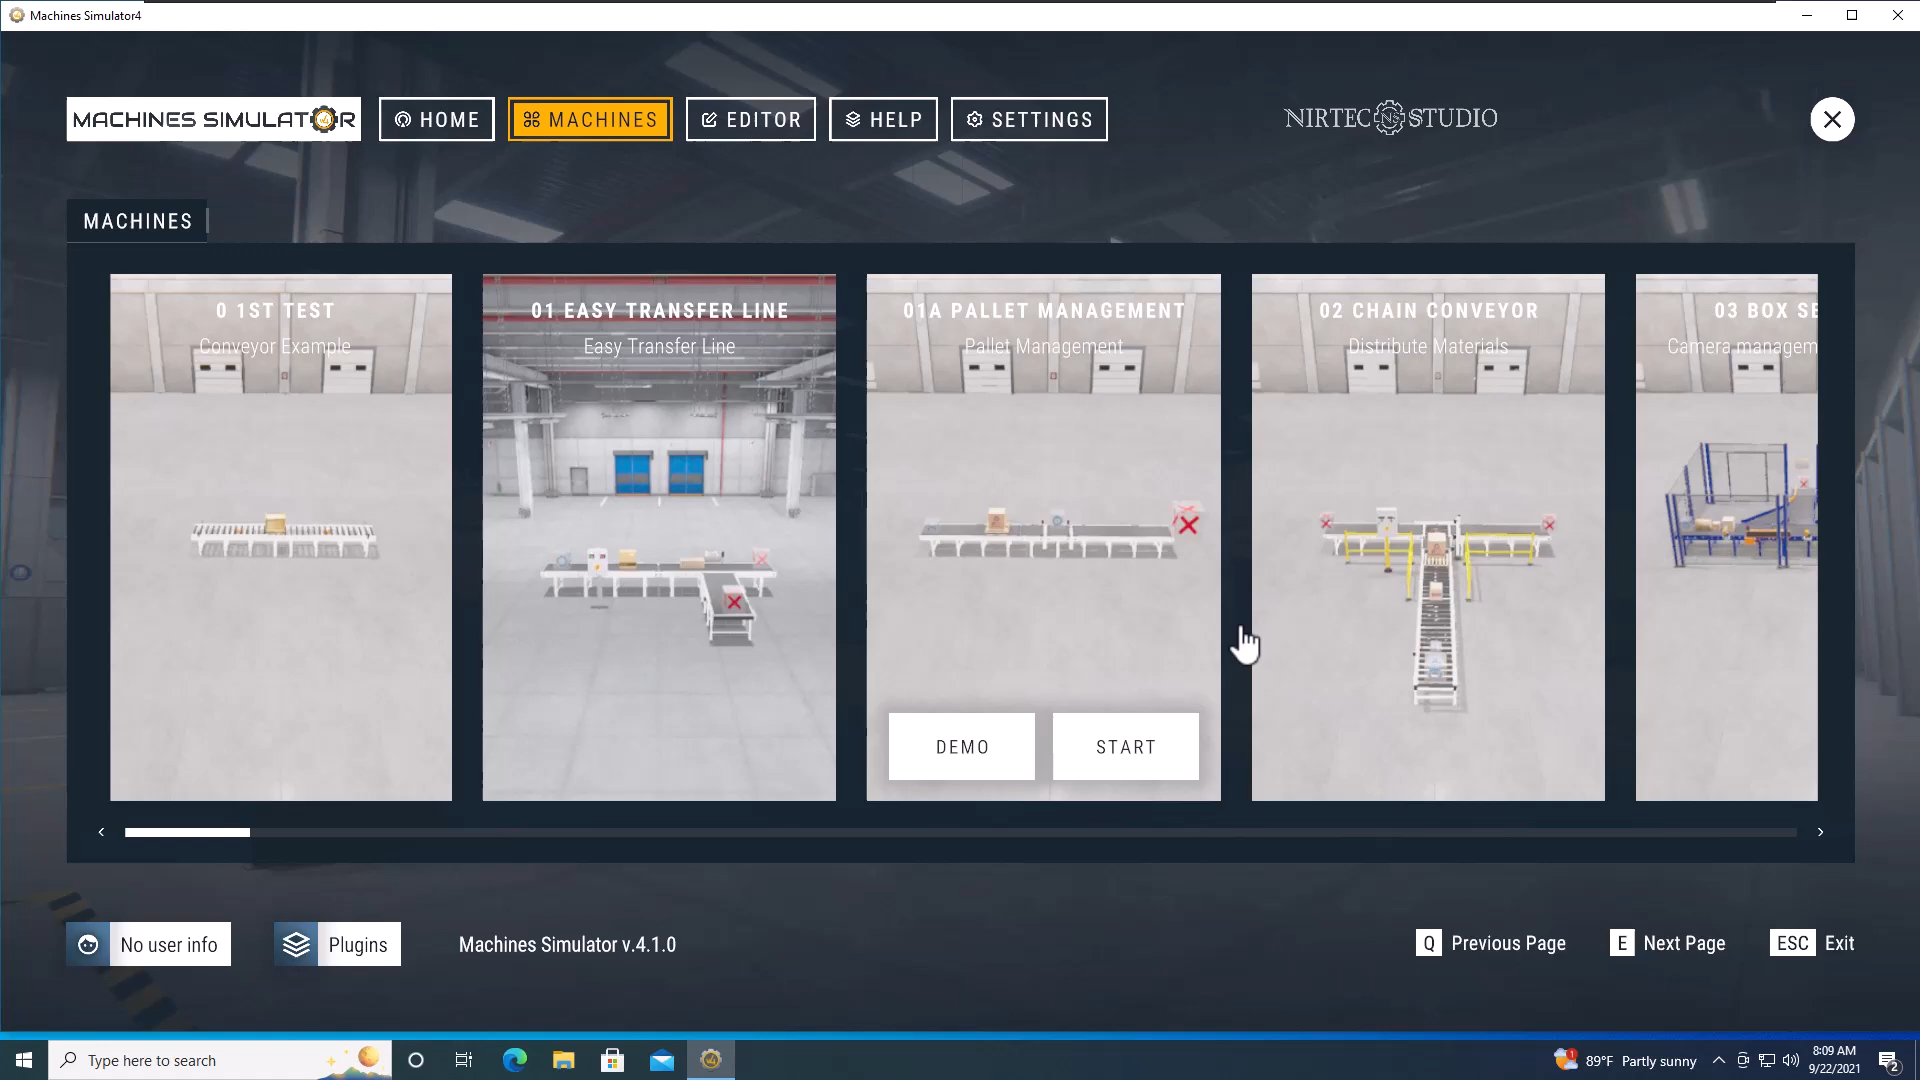 Machines Simulator4
MACHINES SIMULATOR
HOME
MACHINES
EDITOR
HELP
SETTINGS
NIRTEC NS STUDIO
MACHINES
0 1ST TEST
Conveyor Example
01 EASY TRANSFER LINE
Easy Transfer Line
01A PALLET MANAGEMENT
Pallet Management
DEMO
START
02 CHAIN CONVEYOR
Distribute Materials
03 BOX SE
Camera managem
No user info
Plugins
Machines Simulator v.4.1.0
Q Previous Page
E Next Page
ESC Exit
Type here to search
89°F Partly sunny
8:09 AM
9/22/2021
2